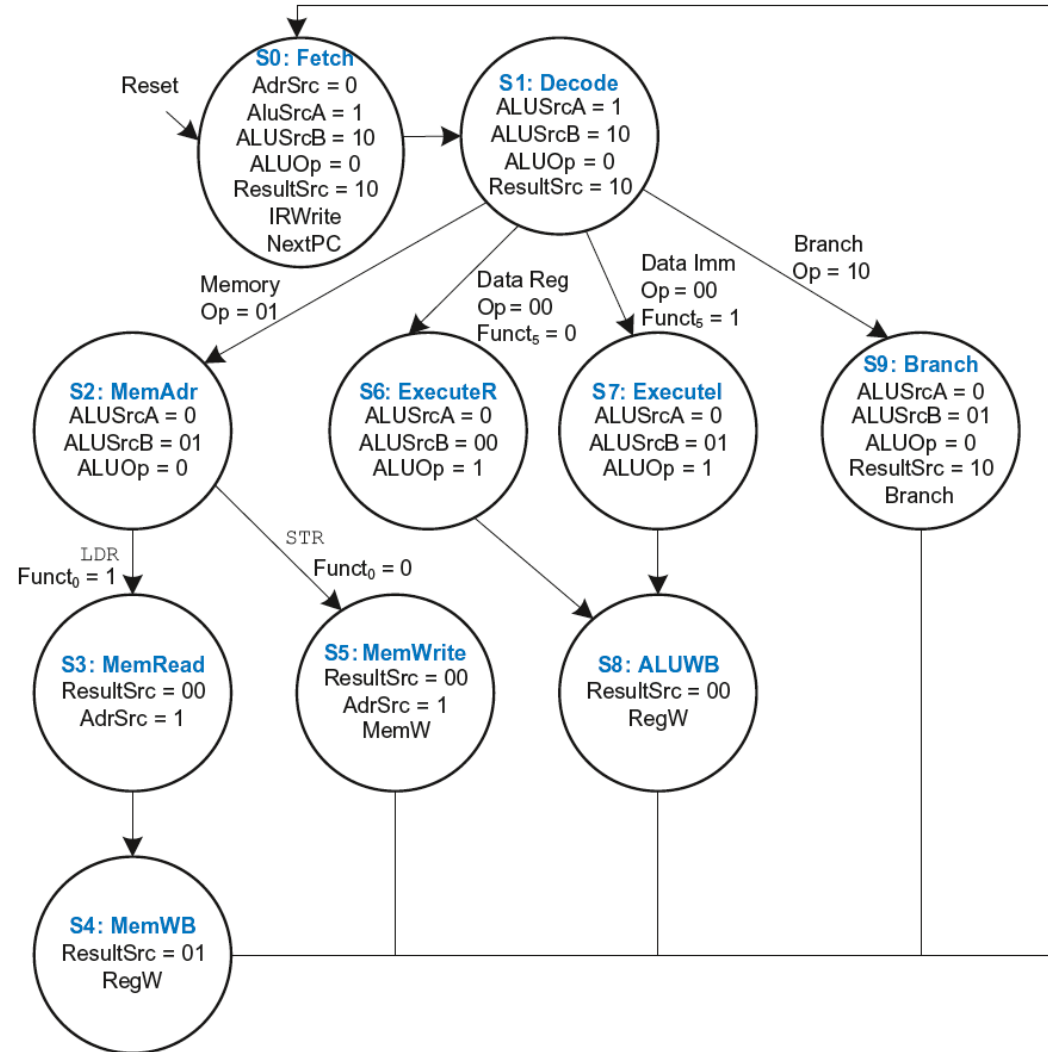 Reset
S0: Fetch
AdrSrc = 0
AluSrcA = 1
ALUSrcB = 10
ALUOp = 0
ResultSrc = 10
IRWrite
NextPC
S1: Decode
ALUSrcA = 1
ALUSrcB = 10
ALUOp = 0
ResultSrc = 10
Memory
Op = 01
Data Reg
Op = 00
Funct₅ = 0
Data Imm
Op = 00
Funct₅ = 1
Branch
Op = 10
S2: MemAdr
ALUSrcA = 0
ALUSrcB = 01
ALUOp = 0
S6: ExecuteR
ALUSrcA = 0
ALUSrcB = 00
ALUOp = 1
S7: ExecuteI
ALUSrcA = 0
ALUSrcB = 01
ALUOp = 1
S9: Branch
ALUSrcA = 0
ALUSrcB = 01
ALUOp = 0
ResultSrc = 10
Branch
LDR
Funct₀ = 1
STR
Funct₀ = 0
S3: MemRead
ResultSrc = 00
AdrSrc = 1
S5: MemWrite
ResultSrc = 00
AdrSrc = 1
MemW
S8: ALUWB
ResultSrc = 00
RegW
S4: MemWB
ResultSrc = 01
RegW